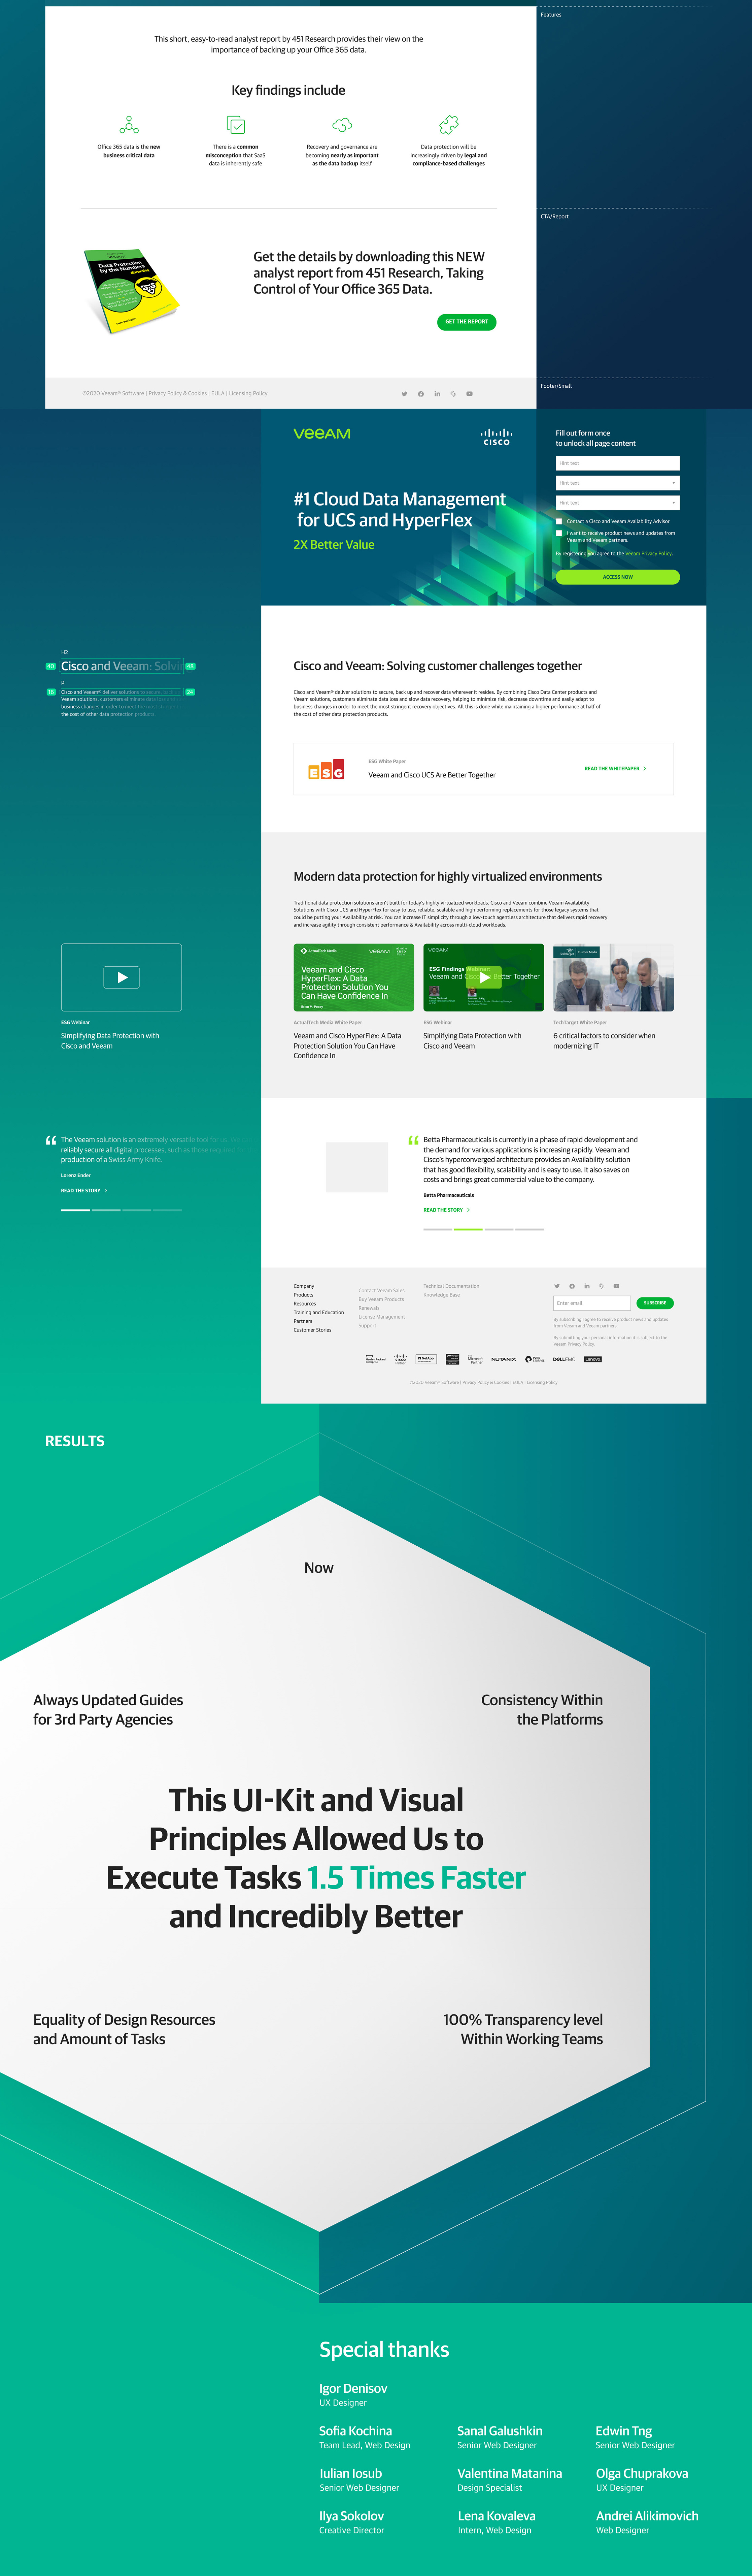 Features
This short, easy-to-read analyst report by 451 Research provides their view on the
importance of backing up your Office 365 data.
Key findings include
Office 365 data is the new
business critical data
There is a common
misconception that SaaS
data is inherently safe
Recovery and governance are
becoming nearly as important
as the data backup itself
Data protection will be
increasingly driven by legal and
compliance-based challenges
CTA/Report
Data Protection
by the Numbers
Get the details by downloading this NEW
analyst report from 451 Research, Taking
Control of Your Office 365 Data.
GET THE REPORT
Footer/Small
©2020 Veeam® Software | Privacy Policy & Cookies | EULA | Licensing Policy
VEEAM
CISCO
#1 Cloud Data Management
for UCS and HyperFlex
2X Better Value
Fill out form once
to unlock all page content
Hint text
Hint text
Hint text
Contact a Cisco and Veeam Availability Advisor
I want to receive product news and updates from
Veeam and Veeam partners.
By registering you agree to the Veeam Privacy Policy.
ACCESS NOW
H2
40
Cisco and Veeam: Solvin
48
P
16
Cisco and Veeam® deliver solutions to secure
24
Veeam solutions, customers eliminate data loss
business changes in order to meet the most
the cost of other data protection products.
Cisco and Veeam: Solving customer challenges together
Cisco and Veeam® deliver solutions to secure, back up and recover data wherever it resides. By combining Cisco Data Center products and
Veeam solutions, customers eliminate data loss and slow data recovery, helping to minimize risk, decrease downtime and easily adapt to
business changes in order to meet the most stringent recovery objectives. All this is done while maintaining a higher performance at half of
the cost of other data protection products.
ESG
ESG White Paper
Veeam and Cisco UCS Are Better Together
READ THE WHITEPAPER
Modern data protection for highly virtualized environments
Traditional data protection solutions aren't built for today's highly virtualized workloads. Cisco and Veeam combine Veeam Availability
Solutions with Cisco UCS and HyperFlex for easy to use, reliable, scalable and high performing replacements for those legacy systems that
could be putting your Availability at risk. You can increase IT simplicity through a low-touch agentless architecture that delivers rapid recovery
and increase agility through consistent performance & Availability across multi-cloud workloads.
ActualTech Media
VEEAM
CISCO
Veeam and Cisco
HyperFlex: A Data
Protection Solution You
Can Have Confidence In
VEEAM
ESG Findings Webinar:
Veeam and Cisco Better Together
ActualTech Media White Paper
Veeam and Cisco HyperFlex: A Data
Protection Solution You Can Have
Confidence In
ESG Webinar
Simplifying Data Protection with
Cisco and Veeam
TechTarget White Paper
6 critical factors to consider when
modernizing IT
ESG Webinar
Simplifying Data Protection with
Cisco and Veeam
The Veeam solution is an extremely versatile tool for us.
reliably secure all digital processes, such as those required
production of a Swiss Army Knife.
Lorenz Ender
READ THE STORY
Betta Pharmaceuticals is currently in a phase of rapid development and
the demand for various applications is increasing rapidly. Veeam and
Cisco's hyperconverged architecture provides an Availability solution
that has good flexibility, scalability and is easy to use. It also saves on
costs and brings great commercial value to the company.
Betta Pharmaceuticals
READ THE STORY
Company
Products
Resources
Training and Education
Partners
Customer Stories
Contact Veeam Sales
Buy Veeam Products
Renewals
License Management
Support
Technical Documentation
Knowledge Base
Enter email
SUBSCRIBE
By subscribing I agree to receive product news and updates
from Veeam and Veeam partners.
By submitting your personal information it is subject to the
Veeam Privacy Policy.
CISCO
NetApp
Microsoft
Partner
NUTANIX
DELLEMC
Lenovo
©2020 Veeam® Software | Privacy Policy & Cookies | EULA | Licensing Policy
RESULTS
Now
Always Updated Guides
for 3rd Party Agencies
Consistency Within
the Platforms
This UI-Kit and Visual
Principles Allowed Us to
Execute Tasks 1.5 Times Faster
and Incredibly Better
Equality of Design Resources
and Amount of Tasks
100% Transparency level
Within Working Teams
Special thanks
Igor Denisov
UX Designer
Sofia Kochina
Team Lead, Web Design
Sanal Galushkin
Senior Web Designer
Edwin Tng
Senior Web Designer
Iulian Iosub
Senior Web Designer
Valentina Matanina
Design Specialist
Olga Chuprakova
UX Designer
Ilya Sokolov
Creative Director
Lena Kovaleva
Intern, Web Design
Andrei Alikimovich
Web Designer